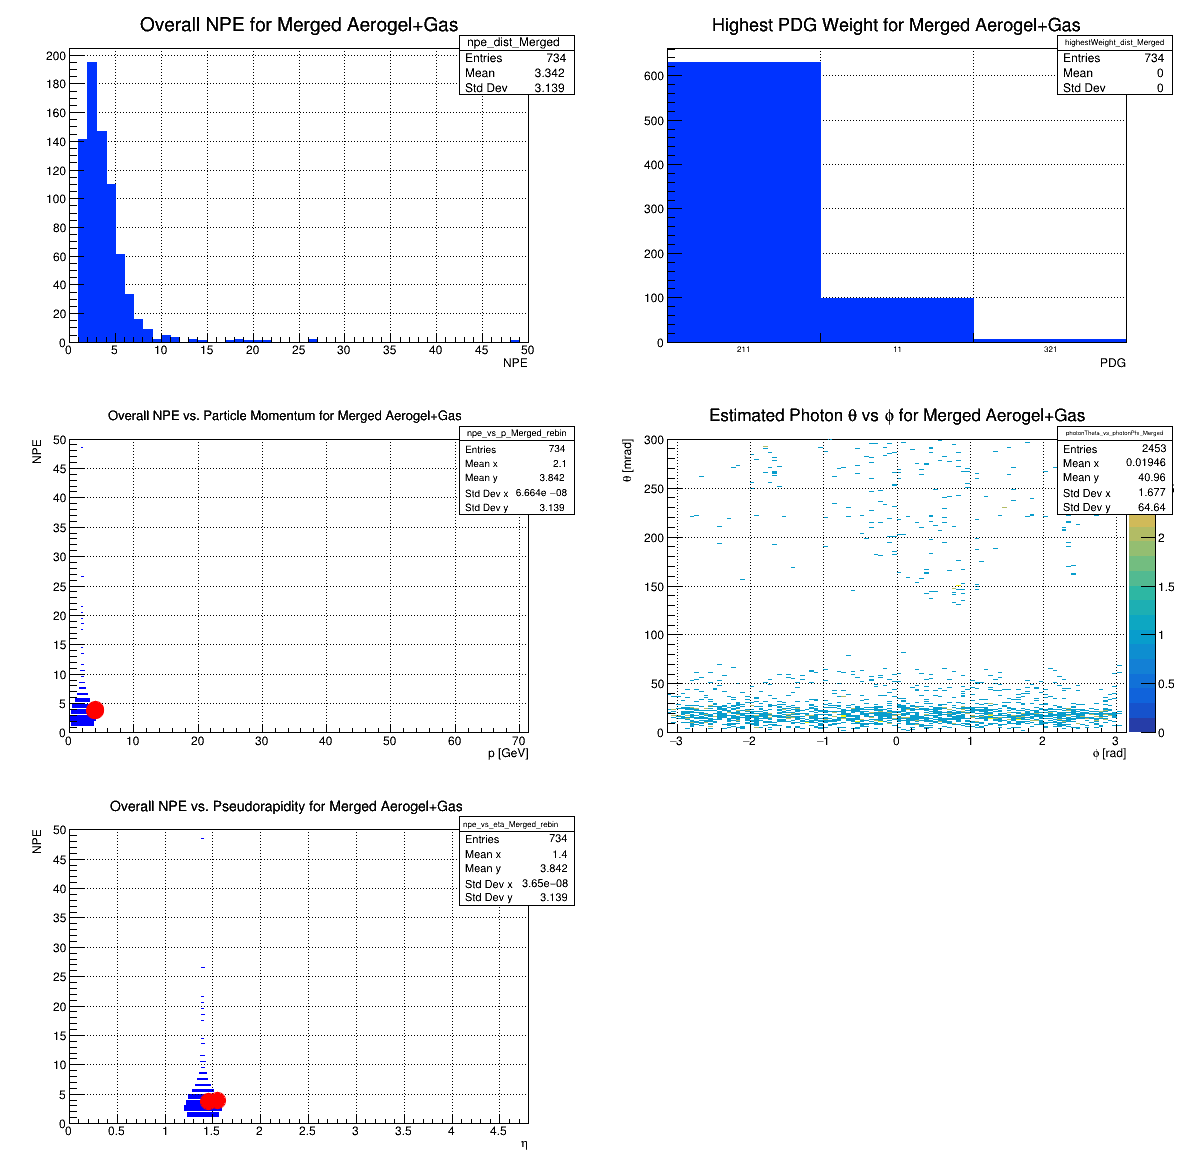 Overall NPE for Merged Aerogel+Gas
npe_dist_Merged
Entries 734
Mean 3.342
Std Dev 3.139
200
180
160
140
120
100
80
60
40
20
0
0 5 10 15 20 25 30 35 40 45 50
NPE
Highest PDG Weight for Merged Aerogel+Gas
highestWeight_dist_Merged
Entries 734
Mean 0
Std Dev 0
600
500
400
300
200
100
0
211 11 321
PDG
Overall NPE vs. Particle Momentum for Merged Aerogel+Gas
npe_vs_p_Merged_rebin
Entries 734
Mean x 2.1
Mean y 3.842
Std Dev x 6.664e −08
Std Dev y 3.139
NPE
50
45
40
35
30
25
20
15
10
5
0
0 10 20 30 40 50 60 70
p [GeV]
Estimated Photon θ vs ϕ for Merged Aerogel+Gas
photonTheta_vs_photonPhi_Merged
Entries 2453
Mean x 0.01946
Mean y 40.96
Std Dev x 1.677
Std Dev y 64.64
θ [mrad]
300
250
200
150
100
50
0
−3 −2 −1 0 1 2 3
ϕ [rad]
2
1.5
1
0.5
0
Overall NPE vs. Pseudorapidity for Merged Aerogel+Gas
npe_vs_eta_Merged_rebin
Entries 734
Mean x 1.4
Mean y 3.842
Std Dev x 3.65e−08
Std Dev y 3.139
NPE
50
45
40
35
30
25
20
15
10
5
0
0 0.5 1 1.5 2 2.5 3 3.5 4 4.5
η